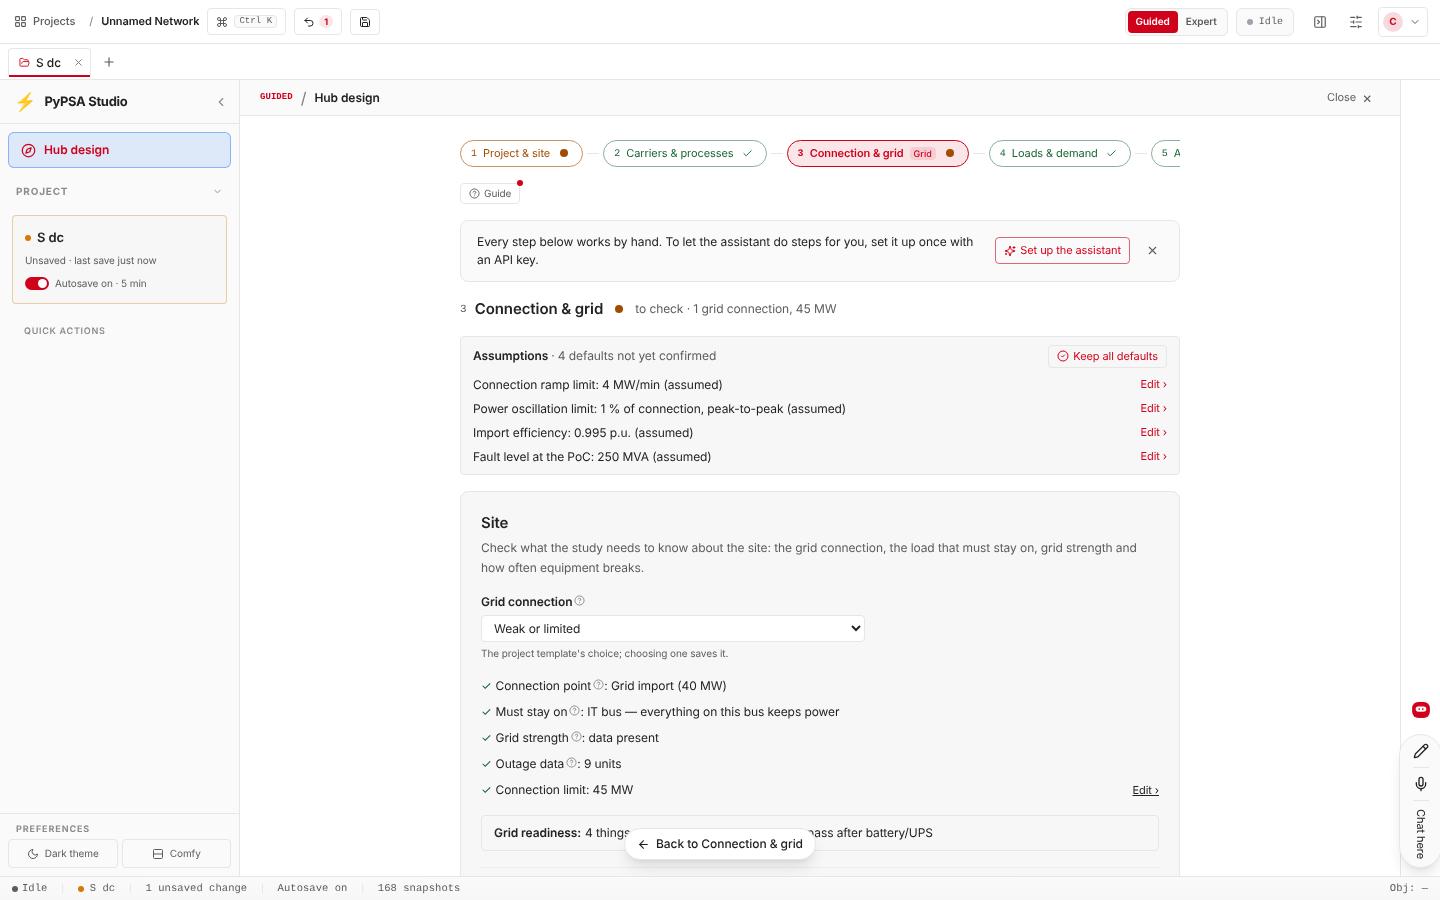 Projects / Unnamed Network Ctrl K 1 Guided Expert Idle C
S dc
PyPSA Studio
GUIDED / Hub design Close
Hub design
PROJECT
S dc
Unsaved · last save just now
Autosave on · 5 min
QUICK ACTIONS
1 Project & site 2 Carriers & processes 3 Connection & grid Grid 4 Loads & demand 5 A
Guide
Every step below works by hand. To let the assistant do steps for you, set it up once with
an API key.
Set up the assistant
3 Connection & grid to check · 1 grid connection, 45 MW
Assumptions · 4 defaults not yet confirmed Keep all defaults
Connection ramp limit: 4 MW/min (assumed) Edit ›
Power oscillation limit: 1 % of connection, peak-to-peak (assumed) Edit ›
Import efficiency: 0.995 p.u. (assumed) Edit ›
Fault level at the PoC: 250 MVA (assumed) Edit ›
Site
Check what the study needs to know about the site: the grid connection, the load that must stay on, grid strength and
how often equipment breaks.
Grid connection
Weak or limited
The project template's choice; choosing one saves it.
Connection point: Grid import (40 MW)
Must stay on: IT bus — everything on this bus keeps power
Grid strength: data present
Outage data: 9 units
Connection limit: 45 MW Edit ›
Grid readiness: 4 things pass after battery/UPS
Back to Connection & grid
Chat here
PREFERENCES
Dark theme Comfy
Idle S dc 1 unsaved change Autosave on 168 snapshots Obj: —